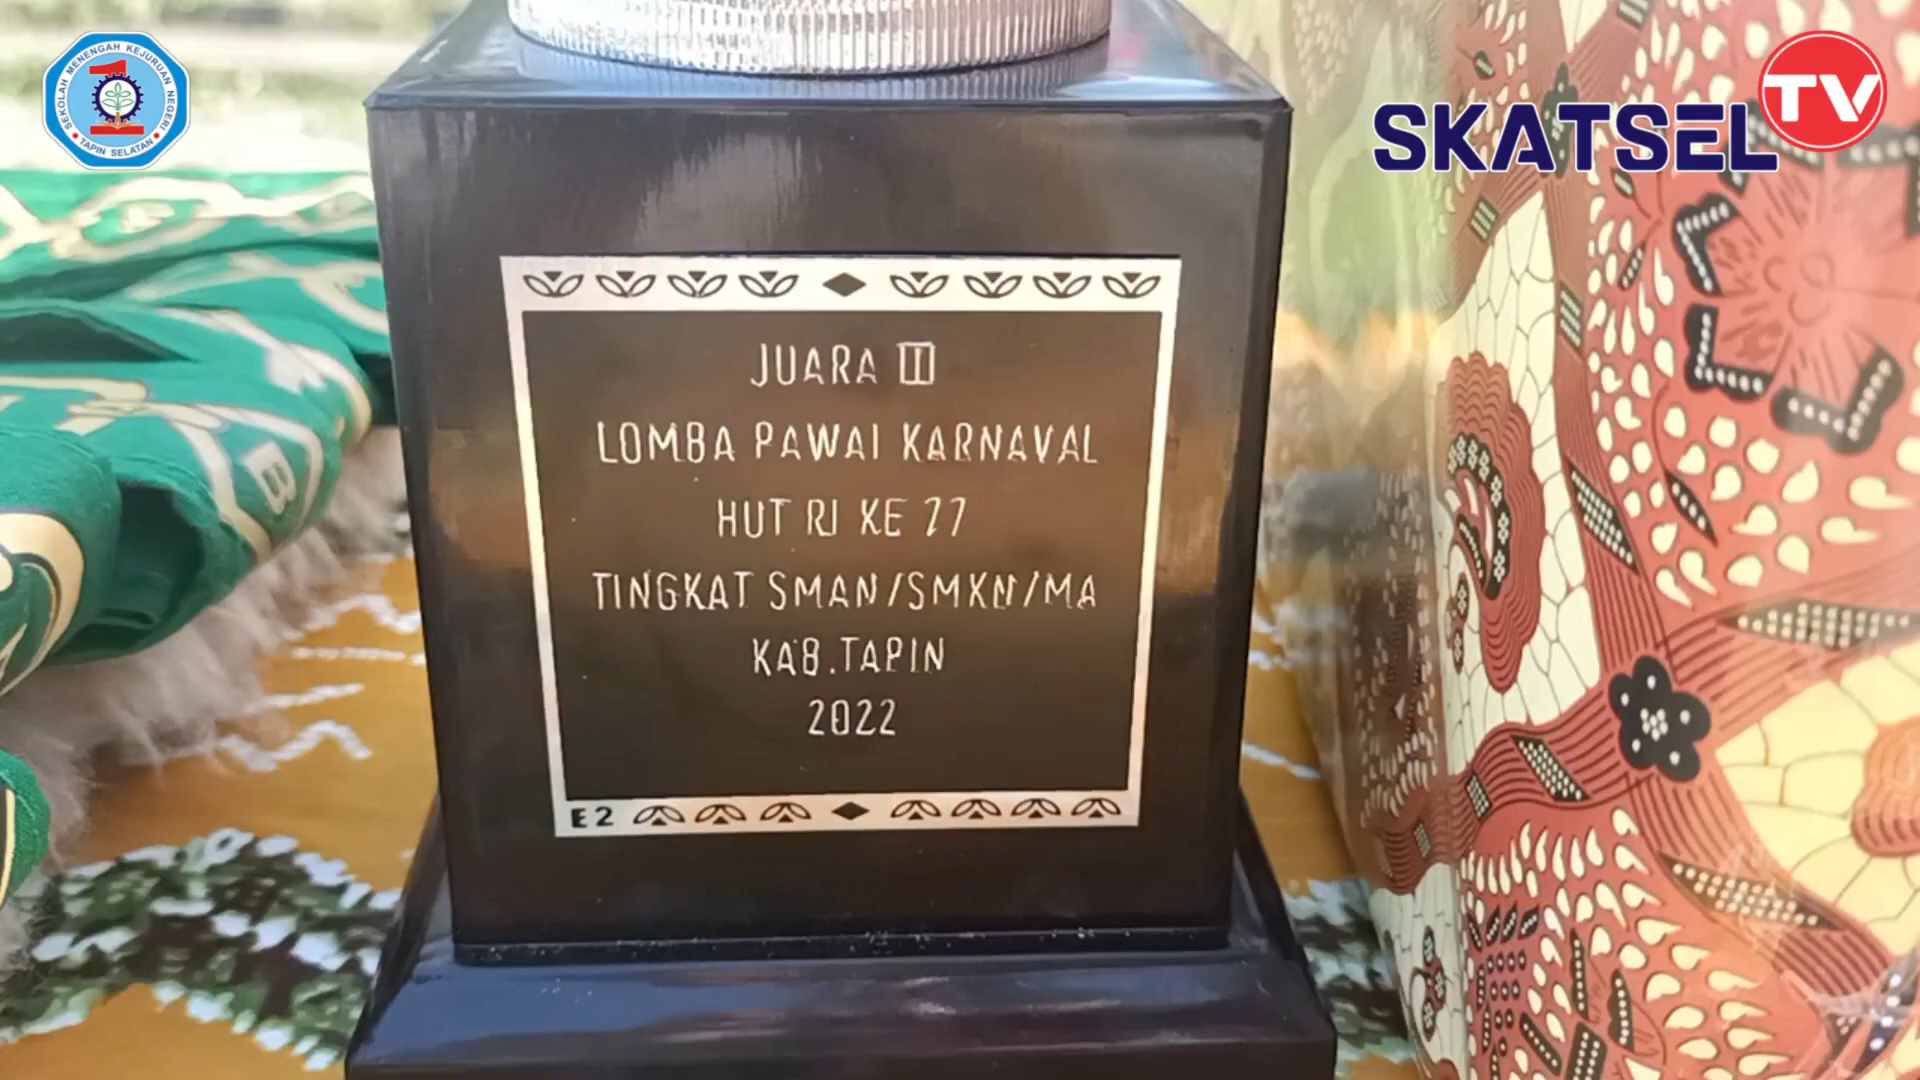 SEKOLAH MENENGAH KEJURUAN NEGERI
1
TAPIN SELATAN
SKATSEL TV
JUARA III
LOMBA PAWAI KARNAVAL
HUT RI KE 77
TINGKAT SMAN/SMKN/MA
KAB.TAPIN
2022
E2
B